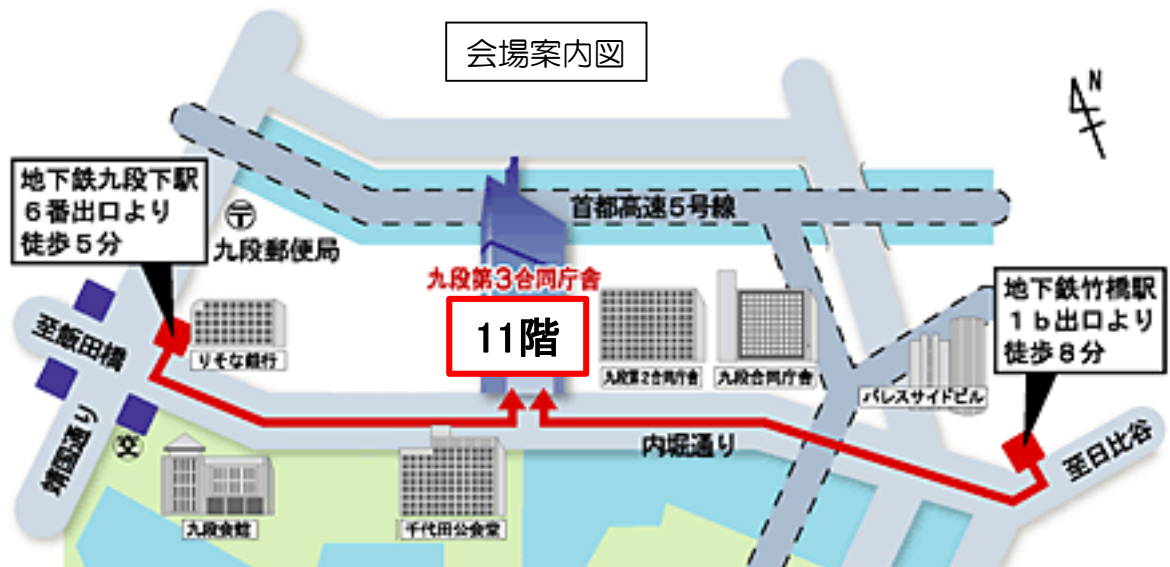 会場案内図
N
地下鉄九段下駅
６番出口より
徒歩５分
〒
九段郵便局
首都高速５号線
九段第３合同庁舎
11階
地下鉄竹橋駅
１ｂ出口より
徒歩８分
至飯田橋
りそな銀行
九段第２合同庁舎
九段合同庁舎
パレスサイドビル
靖国通り
交
内堀通り
至日比谷
九段会館
千代田公会堂